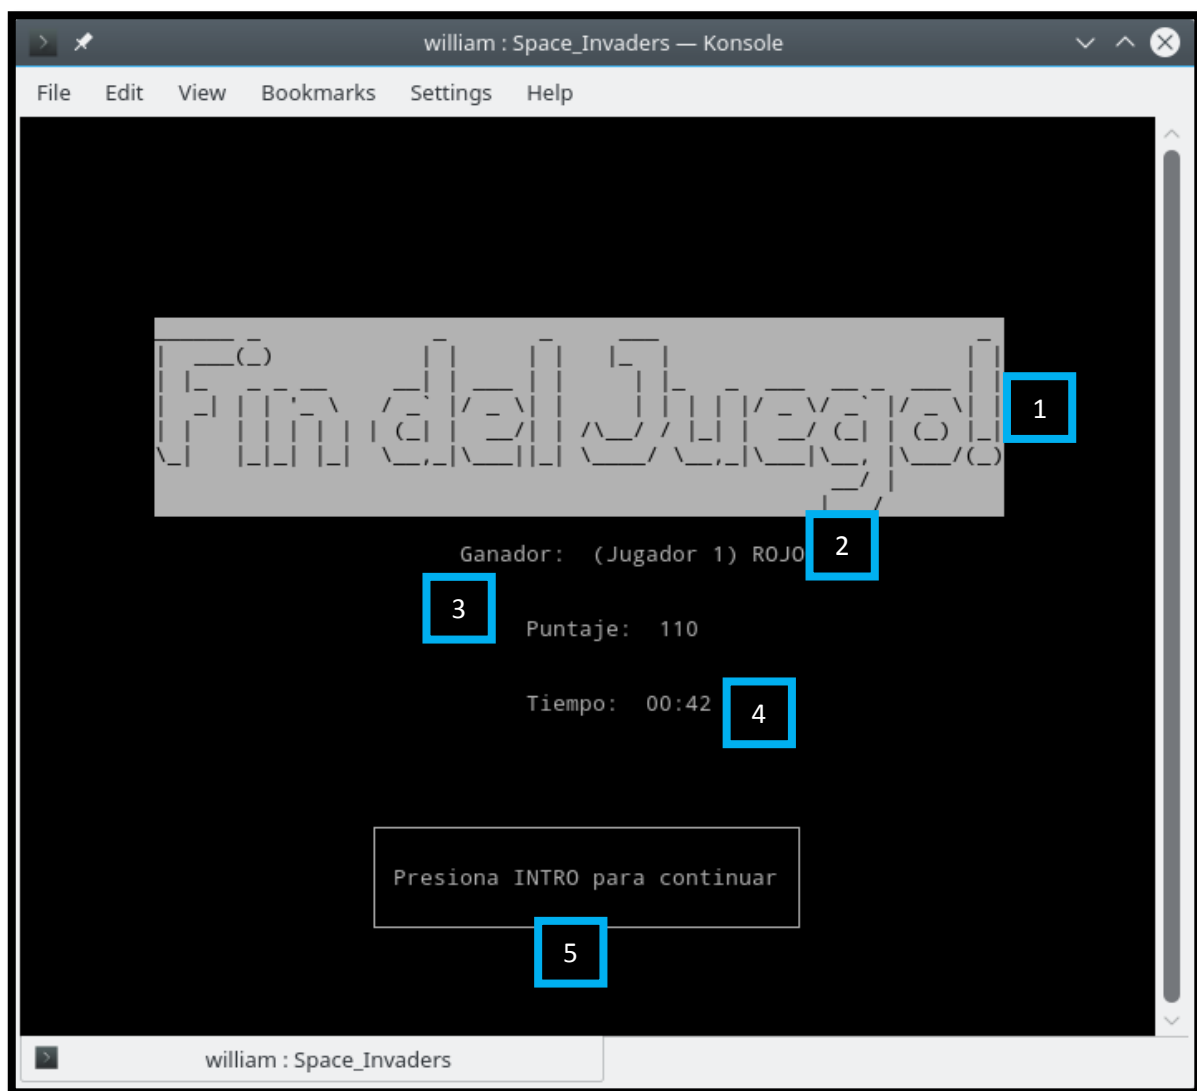 william : Space_Invaders — Konsole
File Edit View Bookmarks Settings Help
Fin del Juego!
1
Ganador: (Jugador 1) ROJO
2
3
Puntaje: 110
Tiempo: 00:42
4
Presiona INTRO para continuar
5
william : Space_Invaders